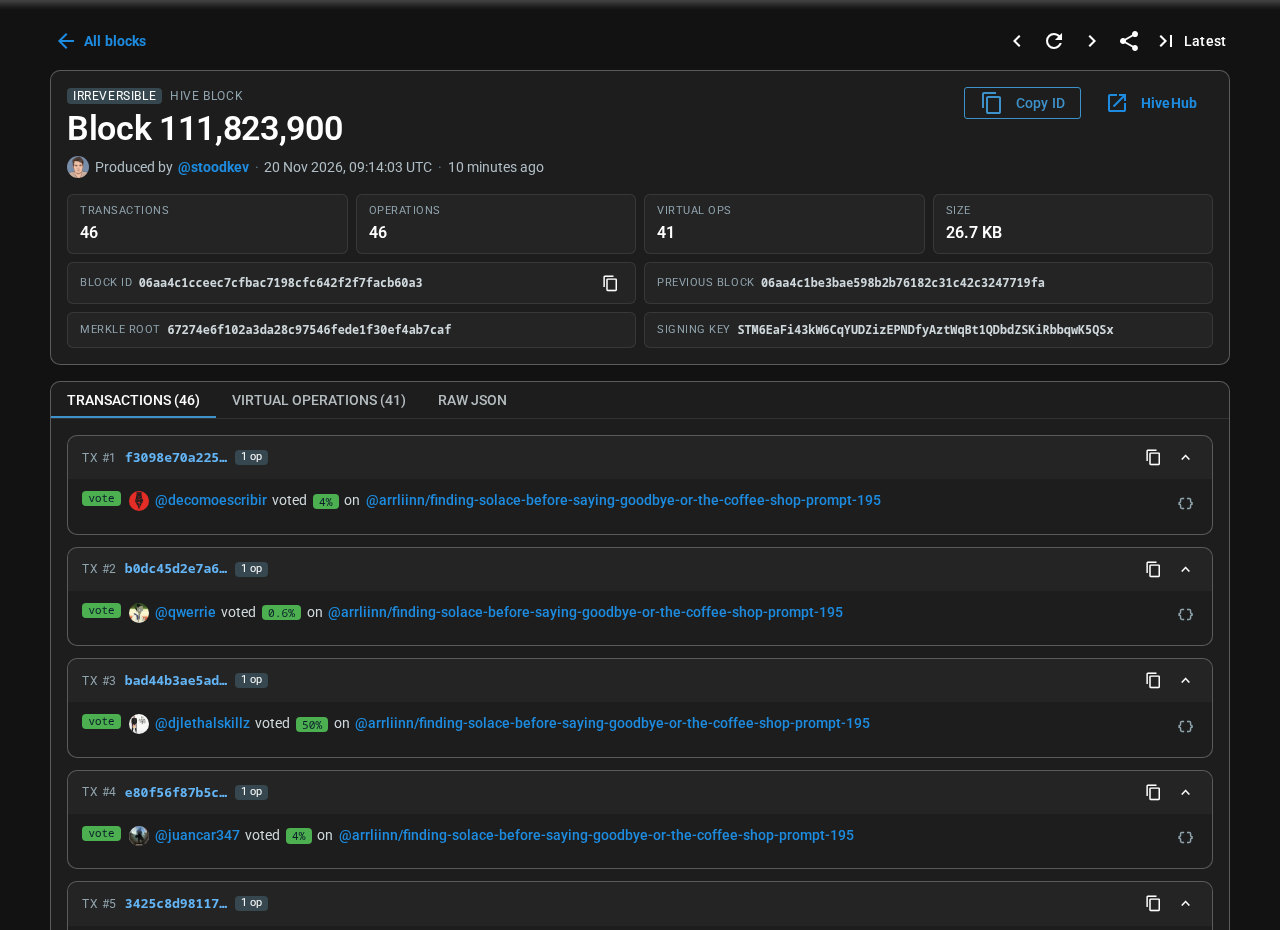 All blocks
Latest
IRREVERSIBLE HIVE BLOCK
Copy ID
HiveHub
Block 111,823,900
Produced by @stoodkev · 20 Nov 2026, 09:14:03 UTC · 10 minutes ago
TRANSACTIONS
46
OPERATIONS
46
VIRTUAL OPS
41
SIZE
26.7 KB
BLOCK ID 06aa4c1cceec7cfbac7198cfc642f2f7facb60a3
PREVIOUS BLOCK 06aa4c1be3bae598b2b76182c31c42c3247719fa
MERKLE ROOT 67274e6f102a3da28c97546fede1f30ef4ab7caf
SIGNING KEY STM6EaFi43kW6CqYUDZizEPNDfyAztWqBt1QDbdZSKiRbbqwK5QSx
TRANSACTIONS (46) VIRTUAL OPERATIONS (41) RAW JSON
TX #1 f3098e70a225… 1 op
vote @decomoescribir voted 4% on @arrliinn/finding-solace-before-saying-goodbye-or-the-coffee-shop-prompt-195 {}
TX #2 b0dc45d2e7a6… 1 op
vote @qwerrie voted 0.6% on @arrliinn/finding-solace-before-saying-goodbye-or-the-coffee-shop-prompt-195 {}
TX #3 bad44b3ae5ad… 1 op
vote @djlethalskillz voted 50% on @arrliinn/finding-solace-before-saying-goodbye-or-the-coffee-shop-prompt-195 {}
TX #4 e80f56f87b5c… 1 op
vote @juancar347 voted 4% on @arrliinn/finding-solace-before-saying-goodbye-or-the-coffee-shop-prompt-195 {}
TX #5 3425c8d98117… 1 op